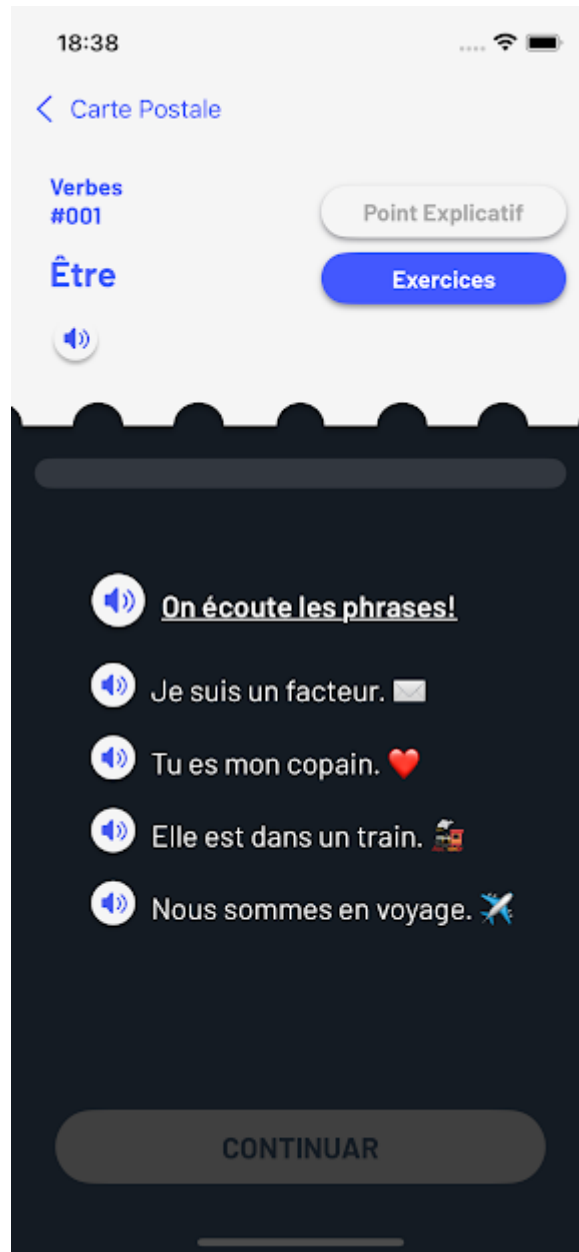 18:38
Carte Postale
Verbes
#001
Point Explicatif
Être
Exercices
On écoute les phrases!
Je suis un facteur. ✉️
Tu es mon copain. ❤️
Elle est dans un train. 🚂
Nous sommes en voyage. ✈️
CONTINUAR